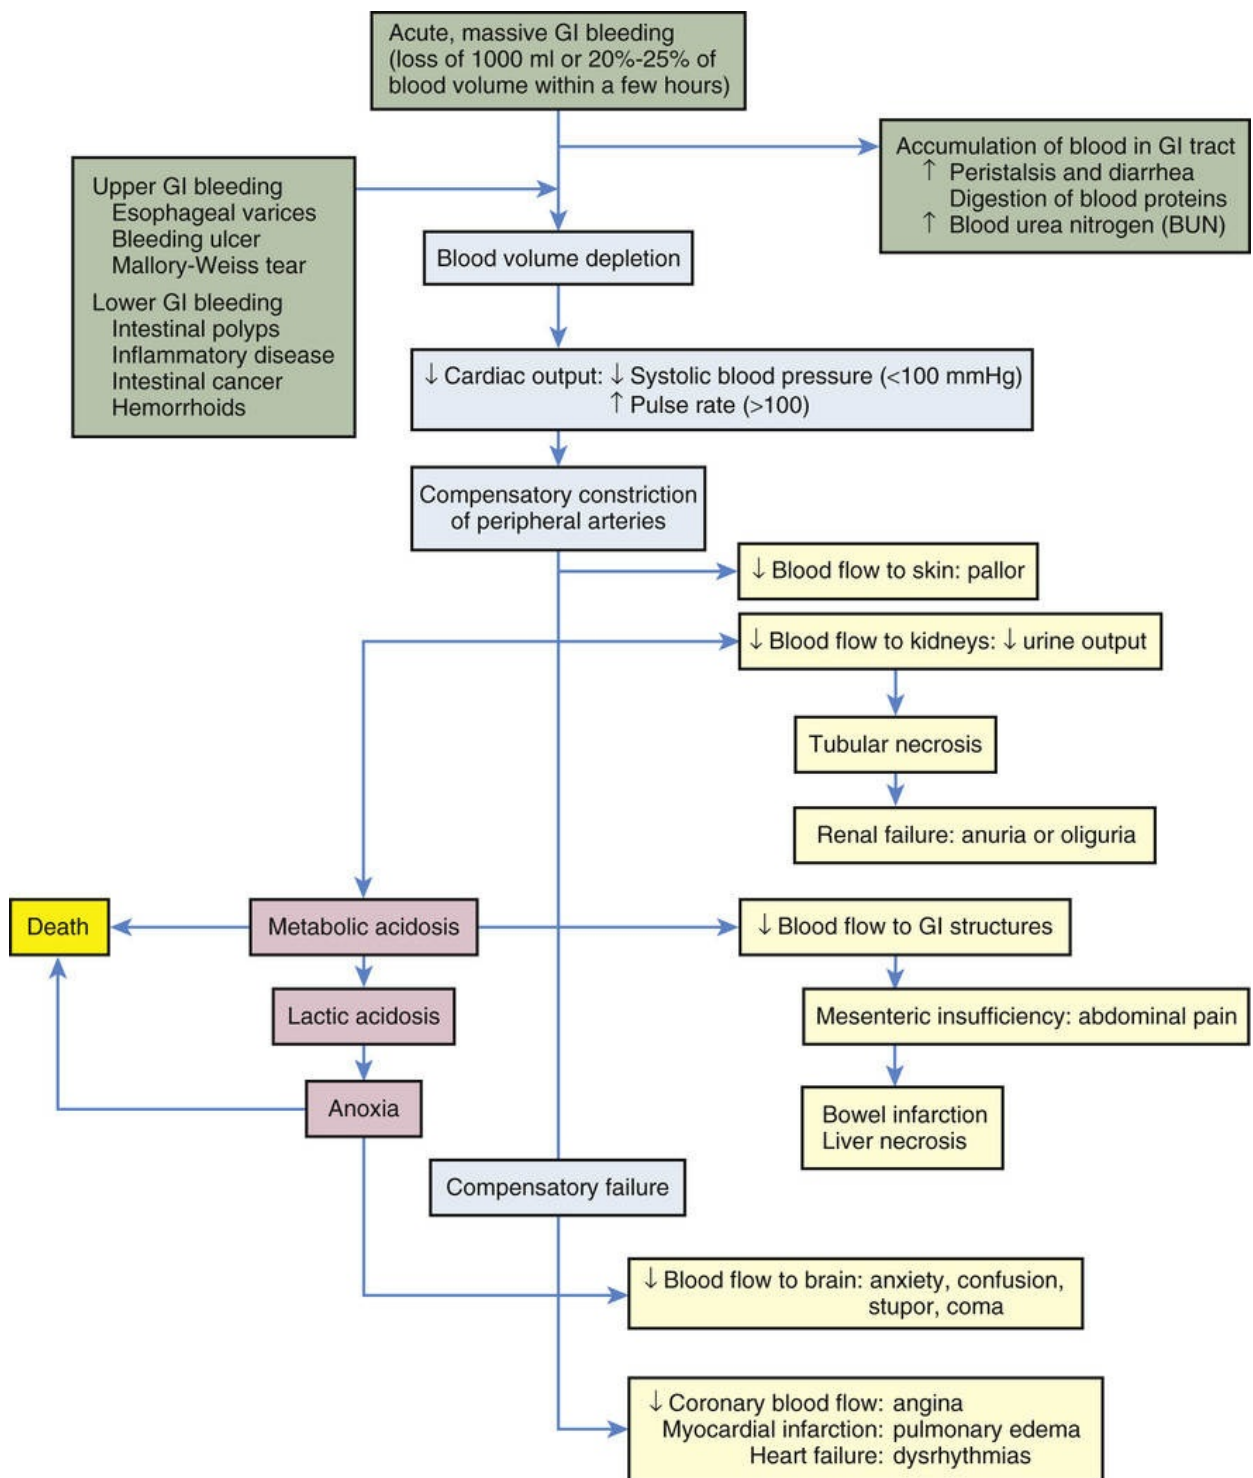 Acute, massive GI bleeding
(loss of 1000 ml or 20%-25% of
blood volume within a few hours)
Accumulation of blood in GI tract
↑ Peristalsis and diarrhea
Digestion of blood proteins
↑ Blood urea nitrogen (BUN)
Upper GI bleeding
Esophageal varices
Bleeding ulcer
Mallory-Weiss tear
Lower GI bleeding
Intestinal polyps
Inflammatory disease
Intestinal cancer
Hemorrhoids
Blood volume depletion
↓ Cardiac output: ↓ Systolic blood pressure (<100 mmHg)
↑ Pulse rate (>100)
Compensatory constriction
of peripheral arteries
↓ Blood flow to skin: pallor
↓ Blood flow to kidneys: ↓ urine output
Tubular necrosis
Renal failure: anuria or oliguria
Death
Metabolic acidosis
↓ Blood flow to GI structures
Lactic acidosis
Mesenteric insufficiency: abdominal pain
Anoxia
Bowel infarction
Liver necrosis
Compensatory failure
↓ Blood flow to brain: anxiety, confusion,
stupor, coma
↓ Coronary blood flow: angina
Myocardial infarction: pulmonary edema
Heart failure: dysrhythmias